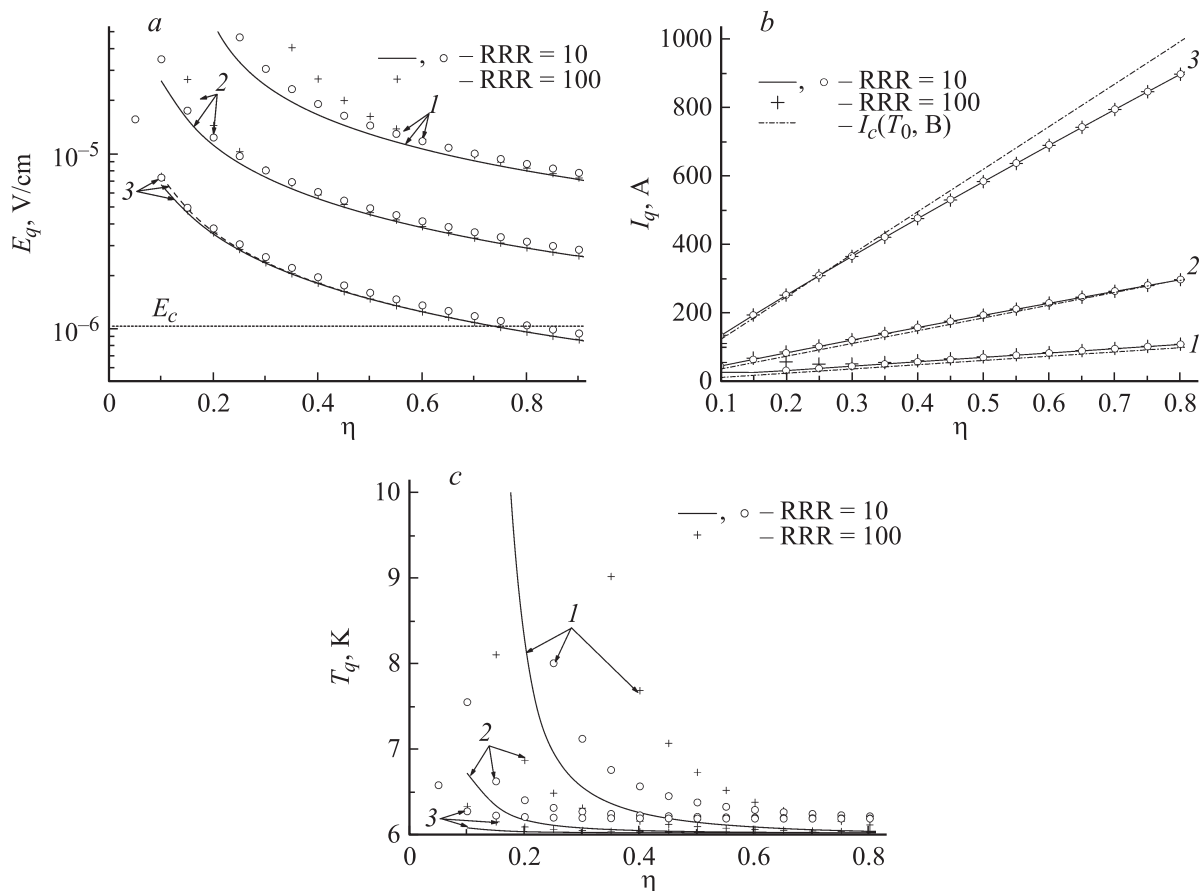 a
2
1
3
, – RRR = 10
+ – RRR = 100
E_c
E_q, V/cm
10^{-5}
10^{-6}
0
0.2
0.4
0.6
0.8
η
b
, – RRR = 10
+ – RRR = 100
– I_c(T_0, B)
3
2
1
I_q, A
1000
800
600
400
200
0
0.1
0.2
0.3
0.4
0.5
0.6
0.7
0.8
η
c
, – RRR = 10
+ – RRR = 100
1
2
3
T_q, K
10
9
8
7
6
0
0.2
0.4
0.6
0.8
η